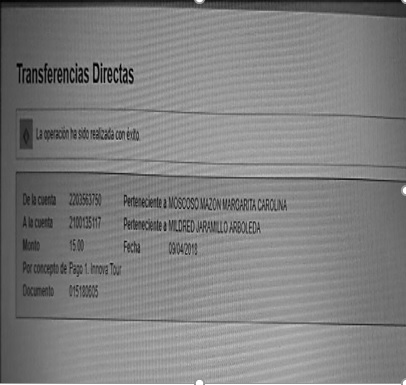 Transferencias Directas
La operación ha sido realizada con éxito.
De la cuenta 2203563750 Perteneciente a MOSCOSO MAZON MARGARITA CAROLINA
A la cuenta 2100135117 Perteneciente a MILDRED JARAMILLO ARBOLEDA
Monto 15.00 Fecha 09/04/2018
Por concepto de Pago 1. Innova Tour
Documento 015180605